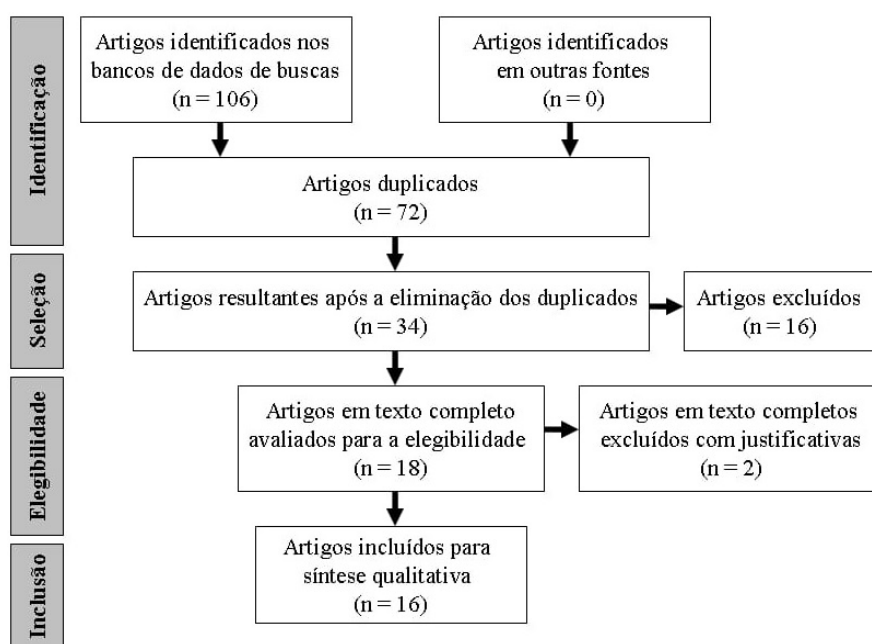 Identificação
Artigos identificados nos
bancos de dados de buscas
(n = 106)
Artigos identificados
em outras fontes
(n = 0)
Artigos duplicados
(n = 72)
Seleção
Artigos resultantes após a eliminação dos duplicados
(n = 34)
Artigos excluídos
(n = 16)
Elegibilidade
Artigos em texto completo
avaliados para a elegibilidade
(n = 18)
Artigos em texto completos
excluídos com justificativas
(n = 2)
Inclusão
Artigos incluídos para
síntese qualitativa
(n = 16)